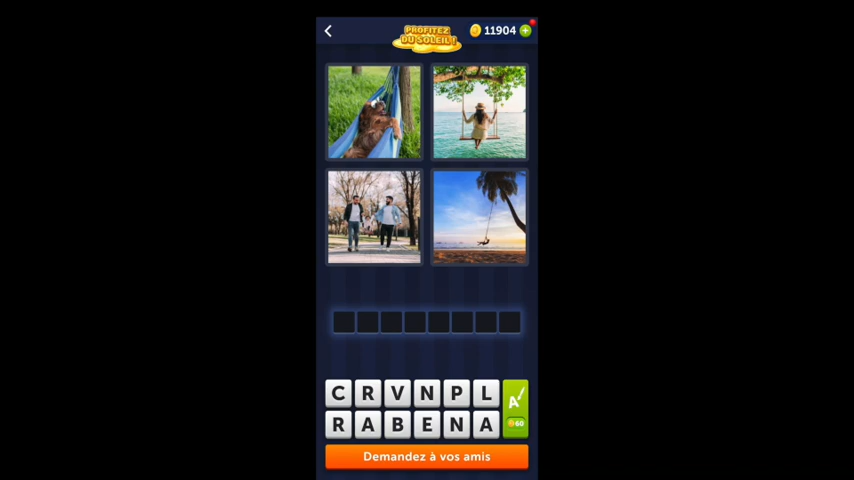 PROFITEZ
DU SOLEIL !
11904
C R V N P L
R A B E N A
A
60
Demandez à vos amis